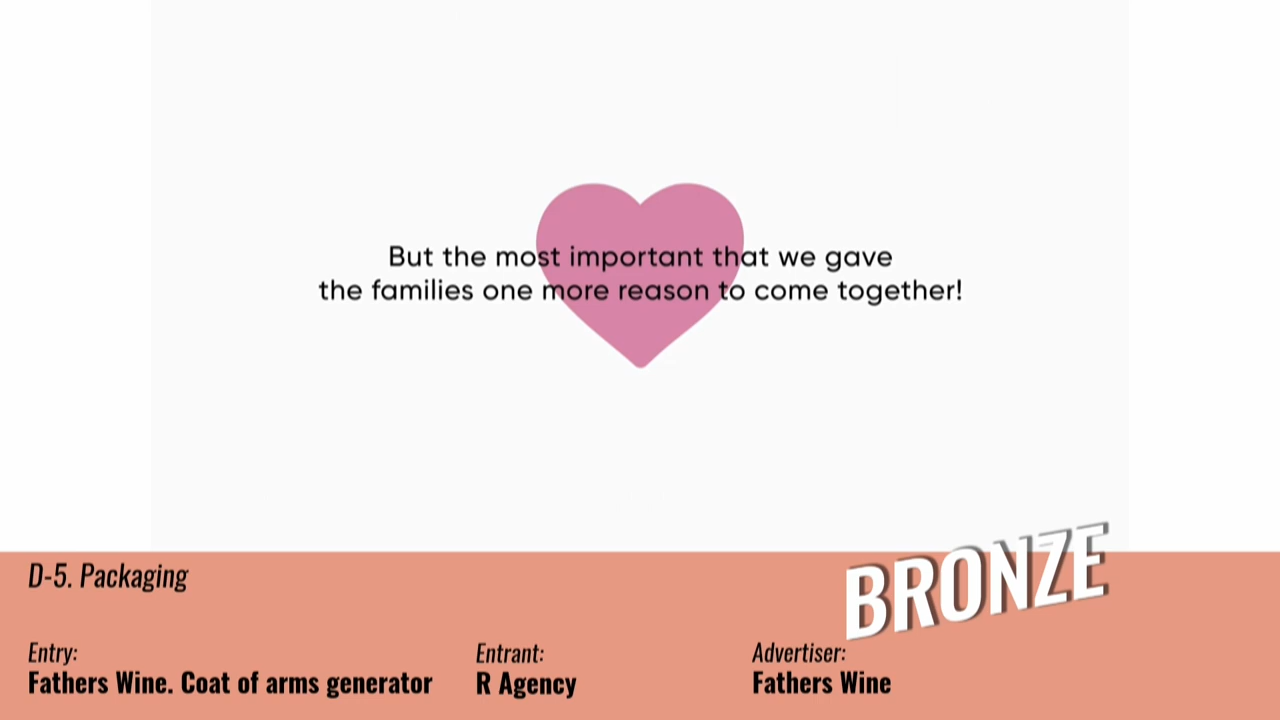 But the most important that we gave
the families one more reason to come together!
BRONZE
D-5. Packaging
Entry:
Fathers Wine. Coat of arms generator
Entrant:
R Agency
Advertiser:
Fathers Wine